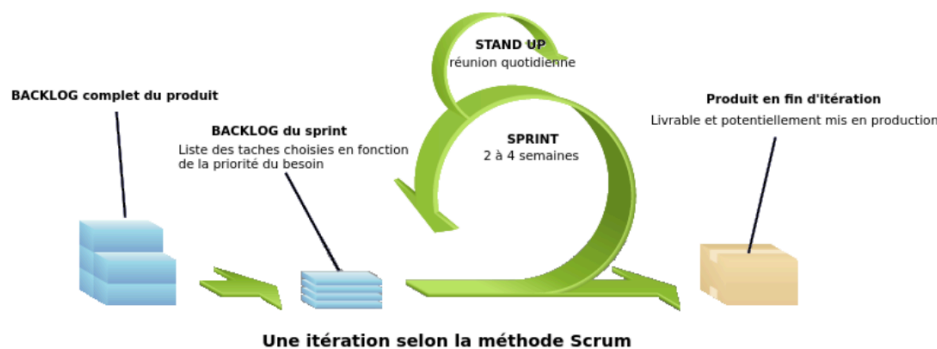 STAND UP
réunion quotidienne
BACKLOG complet du produit
Produit en fin d'itération
Livrable et potentiellement mis en production
BACKLOG du sprint
Liste des taches choisies en fonction
de la priorité du besoin
SPRINT
2 à 4 semaines
Une itération selon la méthode Scrum